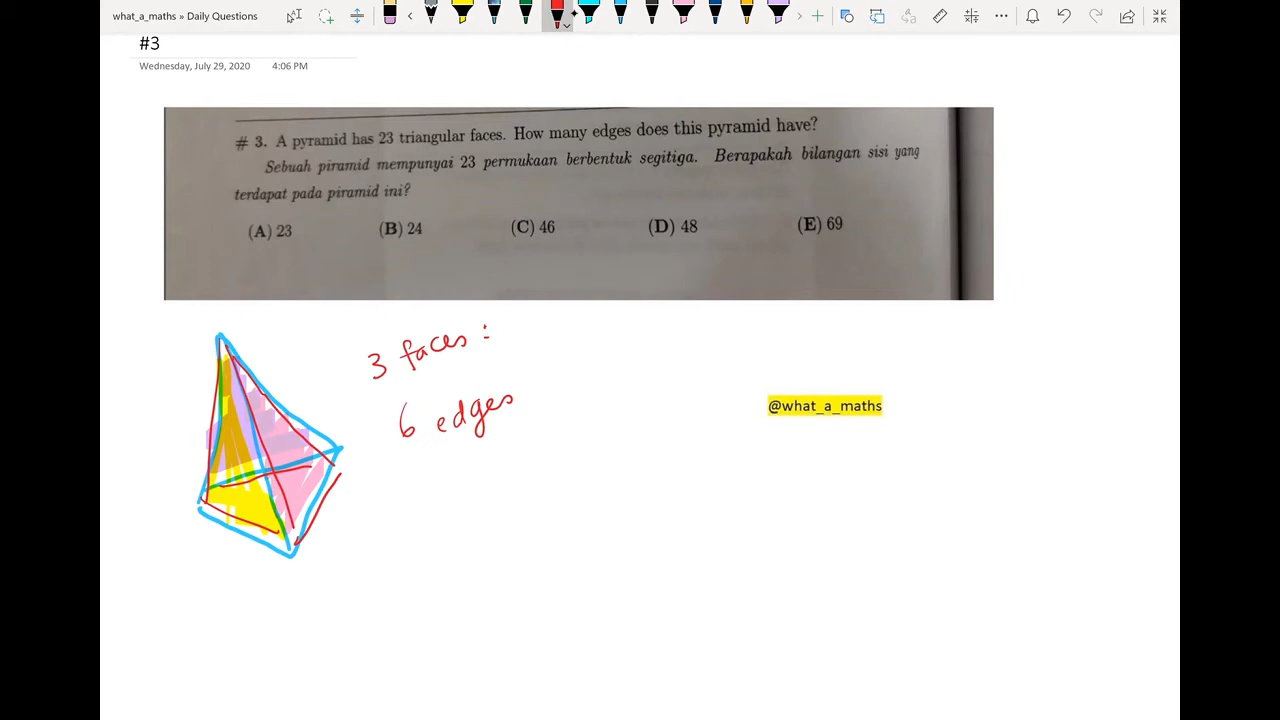 what_a_maths » Daily Questions
#3
Wednesday, July 29, 2020 4:06 PM
# 3. A pyramid has 23 triangular faces. How many edges does this pyramid have?
Sebuah piramid mempunyai 23 permukaan berbentuk segitiga. Berapakah bilangan sisi yang
terdapat pada piramid ini?
(A) 23 (B) 24 (C) 46 (D) 48 (E) 69
3 faces :
6 edges
@what_a_maths